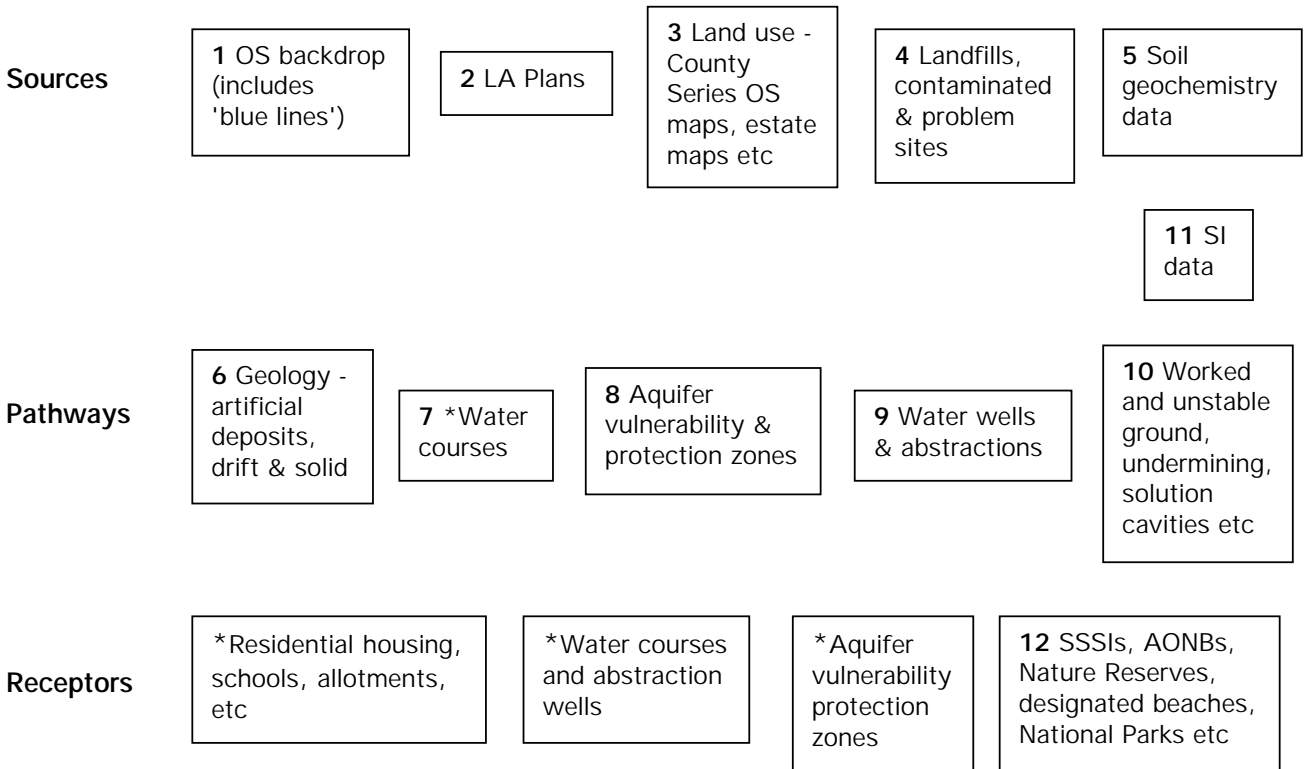 Sources
1 OS backdrop
(includes
'blue lines')
2 LA Plans
3 Land use -
County
Series OS
maps, estate
maps etc
4 Landfills,
contaminated
& problem
sites
5 Soil
geochemistry
data
11 SI
data
Pathways
6 Geology -
artificial
deposits,
drift & solid
7 *Water
courses
8 Aquifer
vulnerability &
protection zones
9 Water wells
& abstractions
10 Worked
and unstable
ground,
undermining,
solution
cavities etc
Receptors
*Residential housing,
schools, allotments,
etc
*Water courses
and abstraction
wells
*Aquifer
vulnerability
protection
zones
12 SSSIs, AONBs,
Nature Reserves,
designated beaches,
National Parks etc